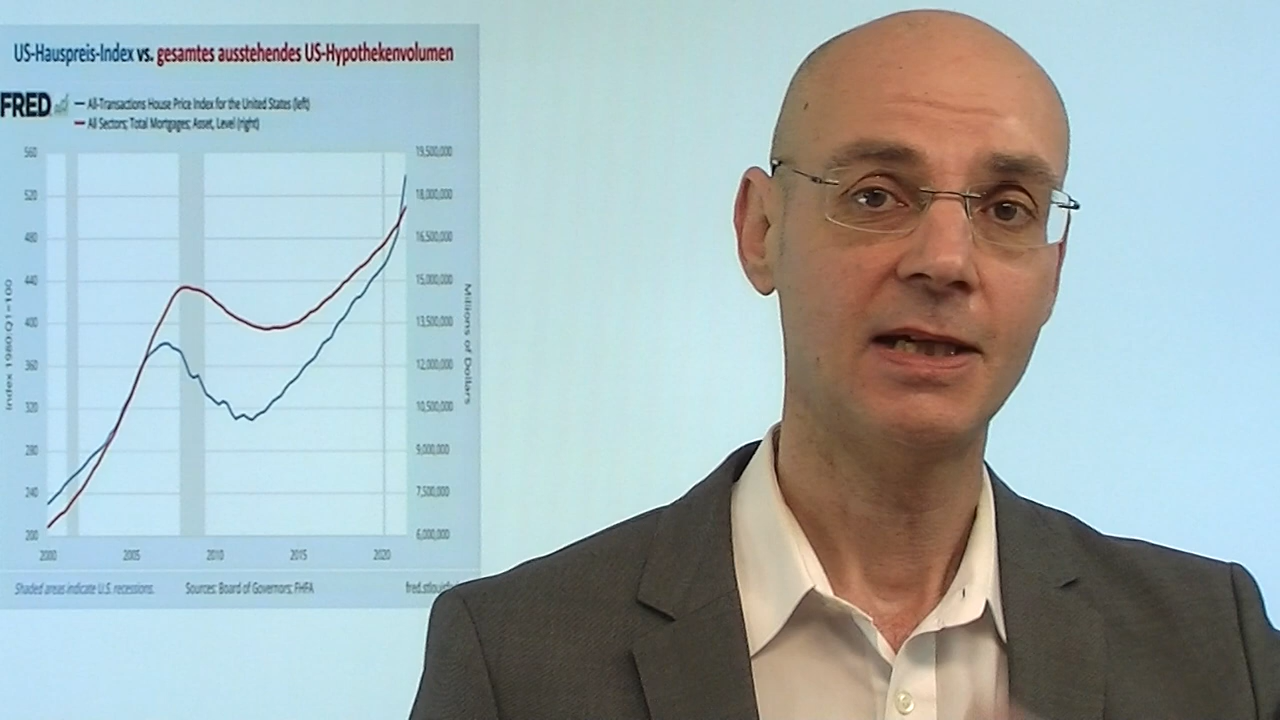 US-Hauspreis-Index vs. gesamtes ausstehendes US-Hypothekenvolumen
FRED
All-Transactions House Price Index for the United States (left)
All Sectors; Total Mortgages; Asset, Level (right)
560
520
480
440
400
360
320
280
240
200
Index 1980:Q1=100
19,500,000
18,000,000
16,500,000
15,000,000
13,500,000
12,000,000
10,500,000
9,000,000
7,500,000
6,000,000
Millions of Dollars
2000 2005 2010 2015 2020
Shaded areas indicate U.S. recessions. Sources: Board of Governors; FHFA